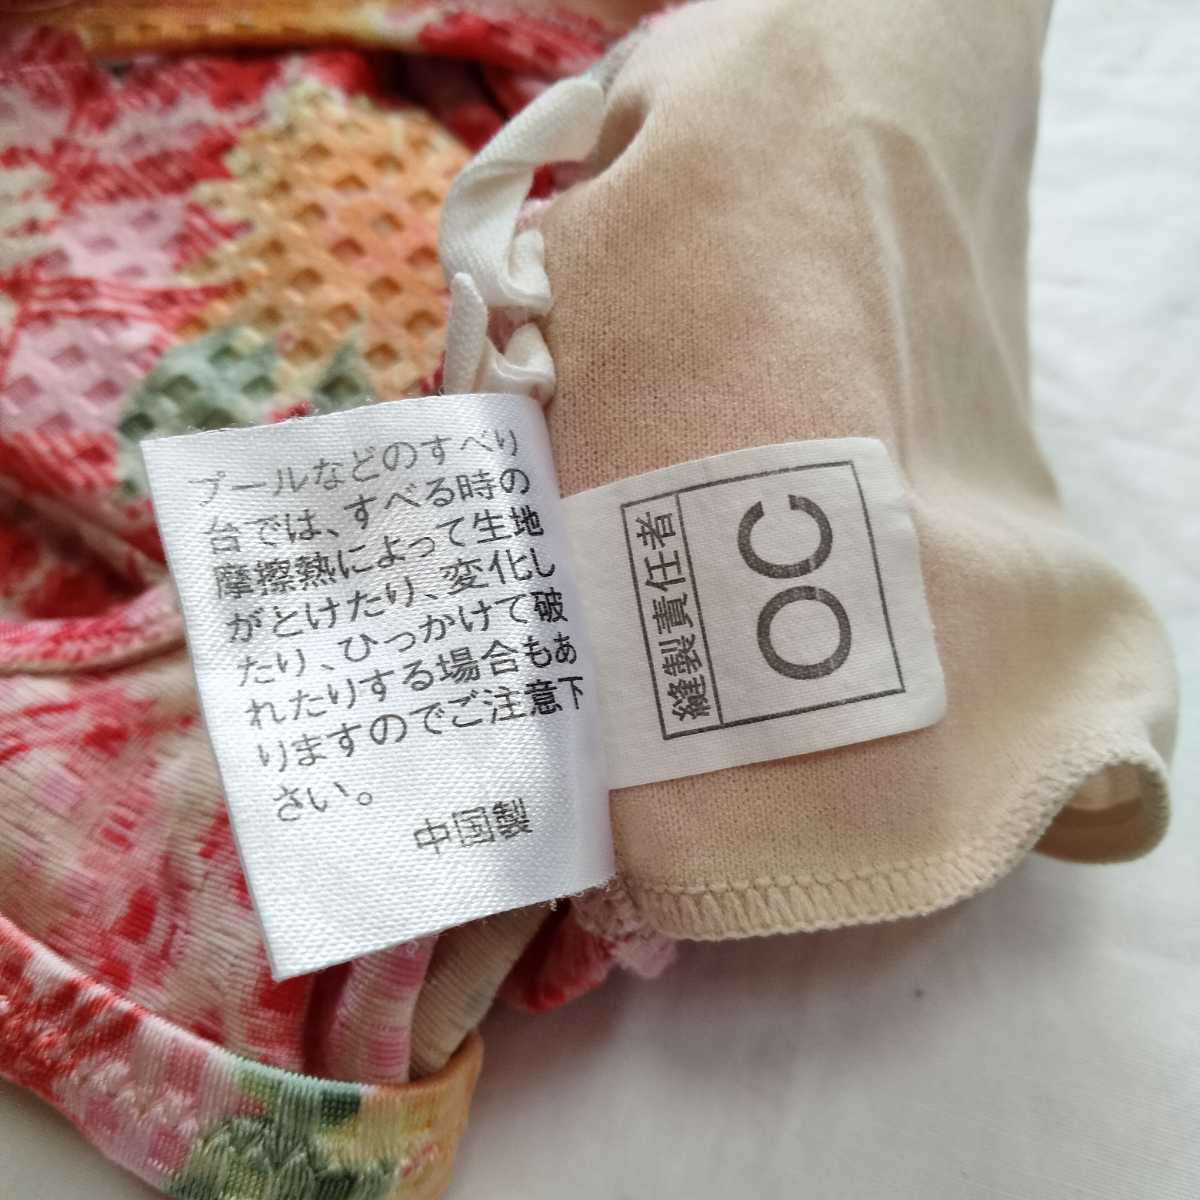 プールなどのすべり
台では、すべる時の
摩擦熱によって生地
がとけたり、変化し
たり、ひっかけて破
れたりする場合もあ
りますのでご注意下
さい。
中国製
縫製責任者
OC